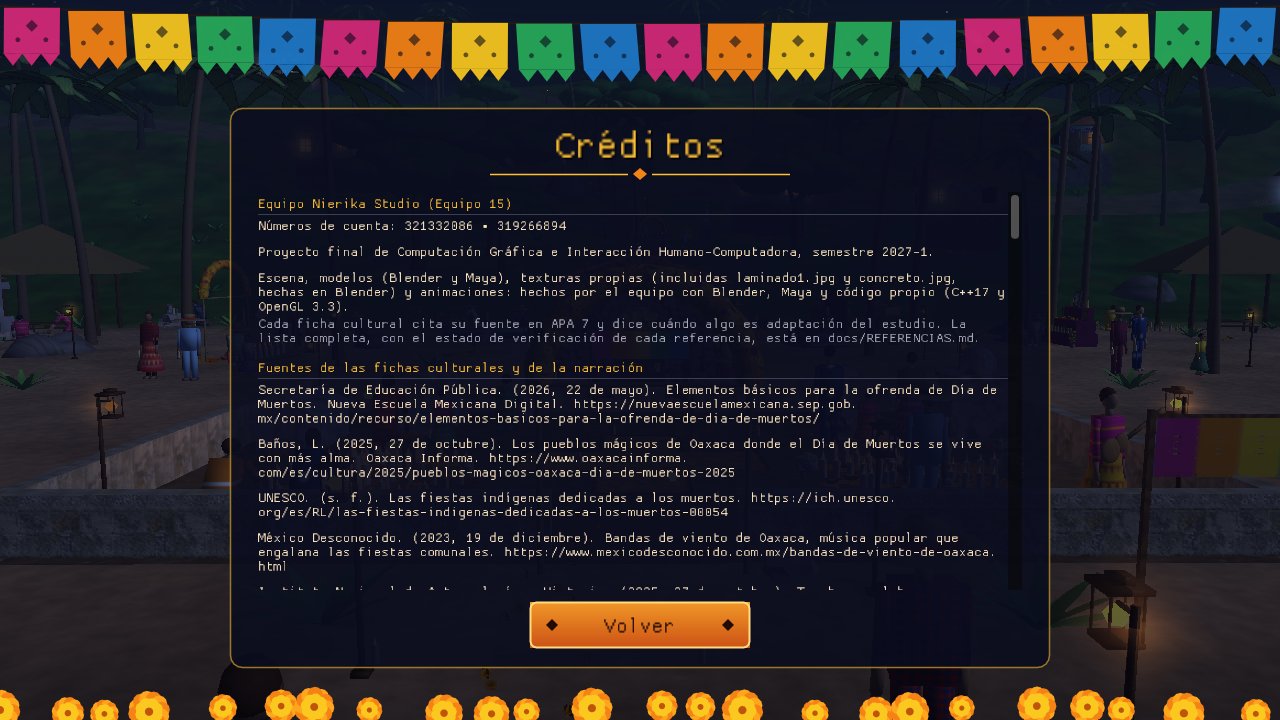 Créditos
Equipo Nierika Studio (Equipo 15)
Números de cuenta: 321332086 • 319266894
Proyecto final de Computación Gráfica e Interacción Humano-Computadora, semestre 2027-1.
Escena, modelos (Blender y Maya), texturas propias (incluidas laminado1.jpg y concreto.jpg,
hechas en Blender) y animaciones: hechos por el equipo con Blender, Maya y código propio (C++17 y
OpenGL 3.3).
Cada ficha cultural cita su fuente en APA 7 y dice cuándo algo es adaptación del estudio. La
lista completa, con el estado de verificación de cada referencia, está en docs/REFERENCIAS.md.
Fuentes de las fichas culturales y de la narración
Secretaría de Educación Pública. (2026, 22 de mayo). Elementos básicos para la ofrenda de Día de
Muertos. Nueva Escuela Mexicana Digital. https://nuevaescuelamexicana.sep.gob.
mx/contenido/recurso/elementos-basicos-para-la-ofrenda-de-dia-de-muertos/
Baños, L. (2025, 27 de octubre). Los pueblos mágicos de Oaxaca donde el Día de Muertos se vive
con más alma. Oaxaca Informa. https://www.oaxacainforma.
com/es/cultura/2025/pueblos-magicos-oaxaca-dia-de-muertos-2025
UNESCO. (s. f.). Las fiestas indígenas dedicadas a los muertos. https://ich.unesco.
org/es/RL/las-fiestas-indigenas-dedicadas-a-los-muertos-00054
México Desconocido. (2023, 19 de diciembre). Bandas de viento de Oaxaca, música popular que
engalana las fiestas comunales. https://www.mexicodesconocido.com.mx/bandas-de-viento-de-oaxaca.
html
Volver